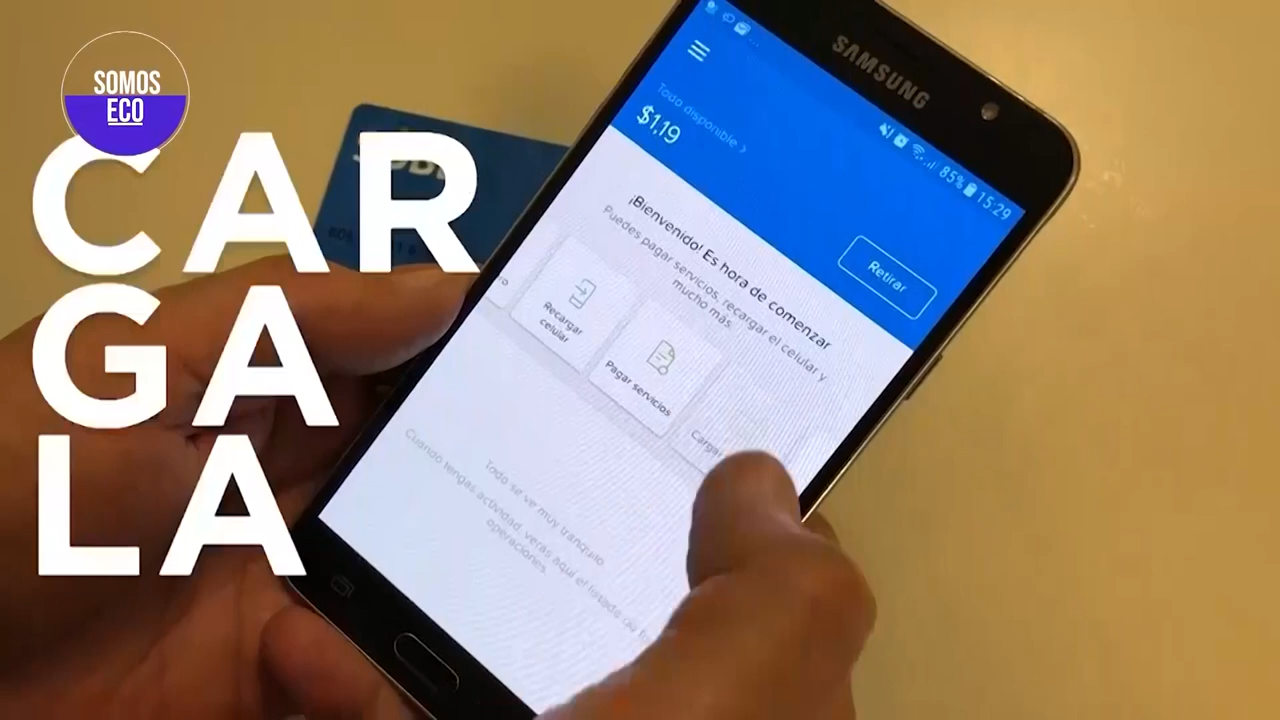 SOMOS
ECO
CAR
GA
LA
SAMSUNG
85% 15:29
Todo disponible >
$1,19
Retirar
¡Bienvenido! Es hora de comenzar
Puedes pagar servicios, recargar el celular y
mucho más.
Recargar
celular
Pagar servicios
Todo se ve muy tranquilo
Cuando tengas actividad, verás aquí el listado de
operaciones.